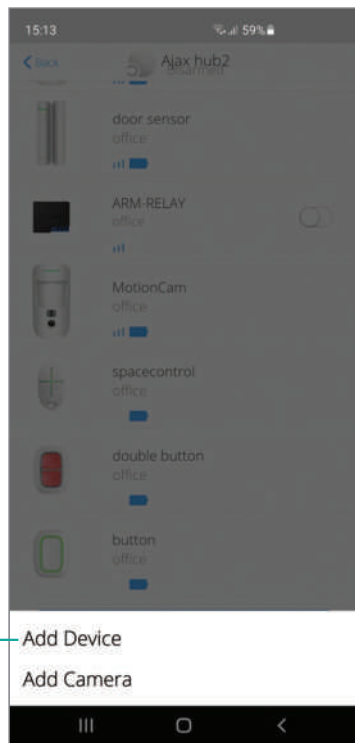 15:13
59%
Back
Ajax hub2
Disarmed
door sensor
office
ARM-RELAY
office
MotionCam
office
spacecontrol
office
double button
office
button
office
Add Device
Add Camera